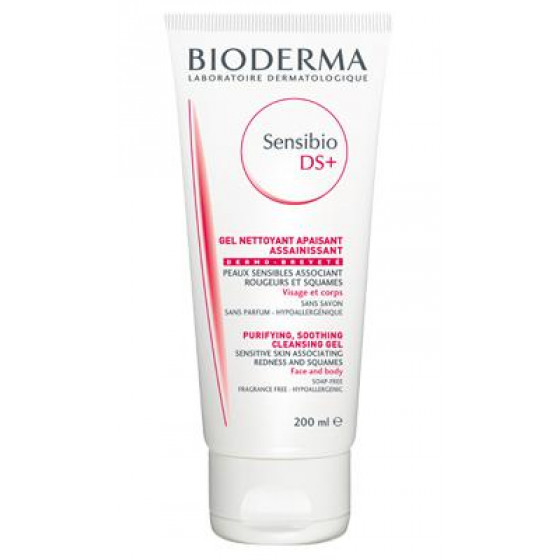 BIODERMA
LABORATOIRE DERMATOLOGIQUE
Sensibio
DS+
GEL NETTOYANT APAISANT
ASSAINISSANT
DERMO-BREVETÉ
PEAUX SENSIBLES ASSOCIANT
ROUGEURS ET SQUAMES
Visage et corps
SANS SAVON
SANS PARFUM - HYPOALLERGÉNIQUE
PURIFYING, SOOTHING
CLEANSING GEL
SENSITIVE SKIN ASSOCIATING
REDNESS AND SQUAMES
Face and body
SOAP-FREE
FRAGRANCE FREE - HYPOALLERGENIC
200 ml ℮